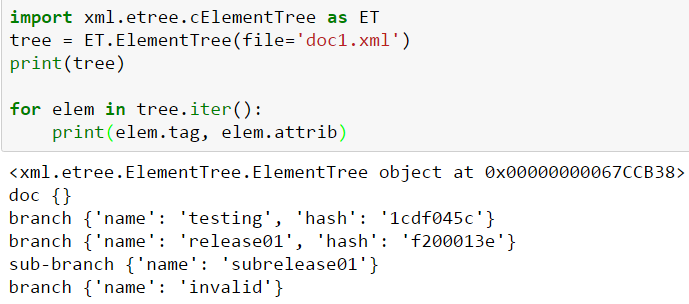 import xml.etree.cElementTree as ET
tree = ET.ElementTree(file='doc1.xml')
print(tree)
for elem in tree.iter():
    print(elem.tag, elem.attrib)
<xml.etree.ElementTree.ElementTree object at 0x00000000067CCB38>
doc {}
branch {'name': 'testing', 'hash': '1cdf045c'}
branch {'name': 'release01', 'hash': 'f200013e'}
sub-branch {'name': 'subrelease01'}
branch {'name': 'invalid'}